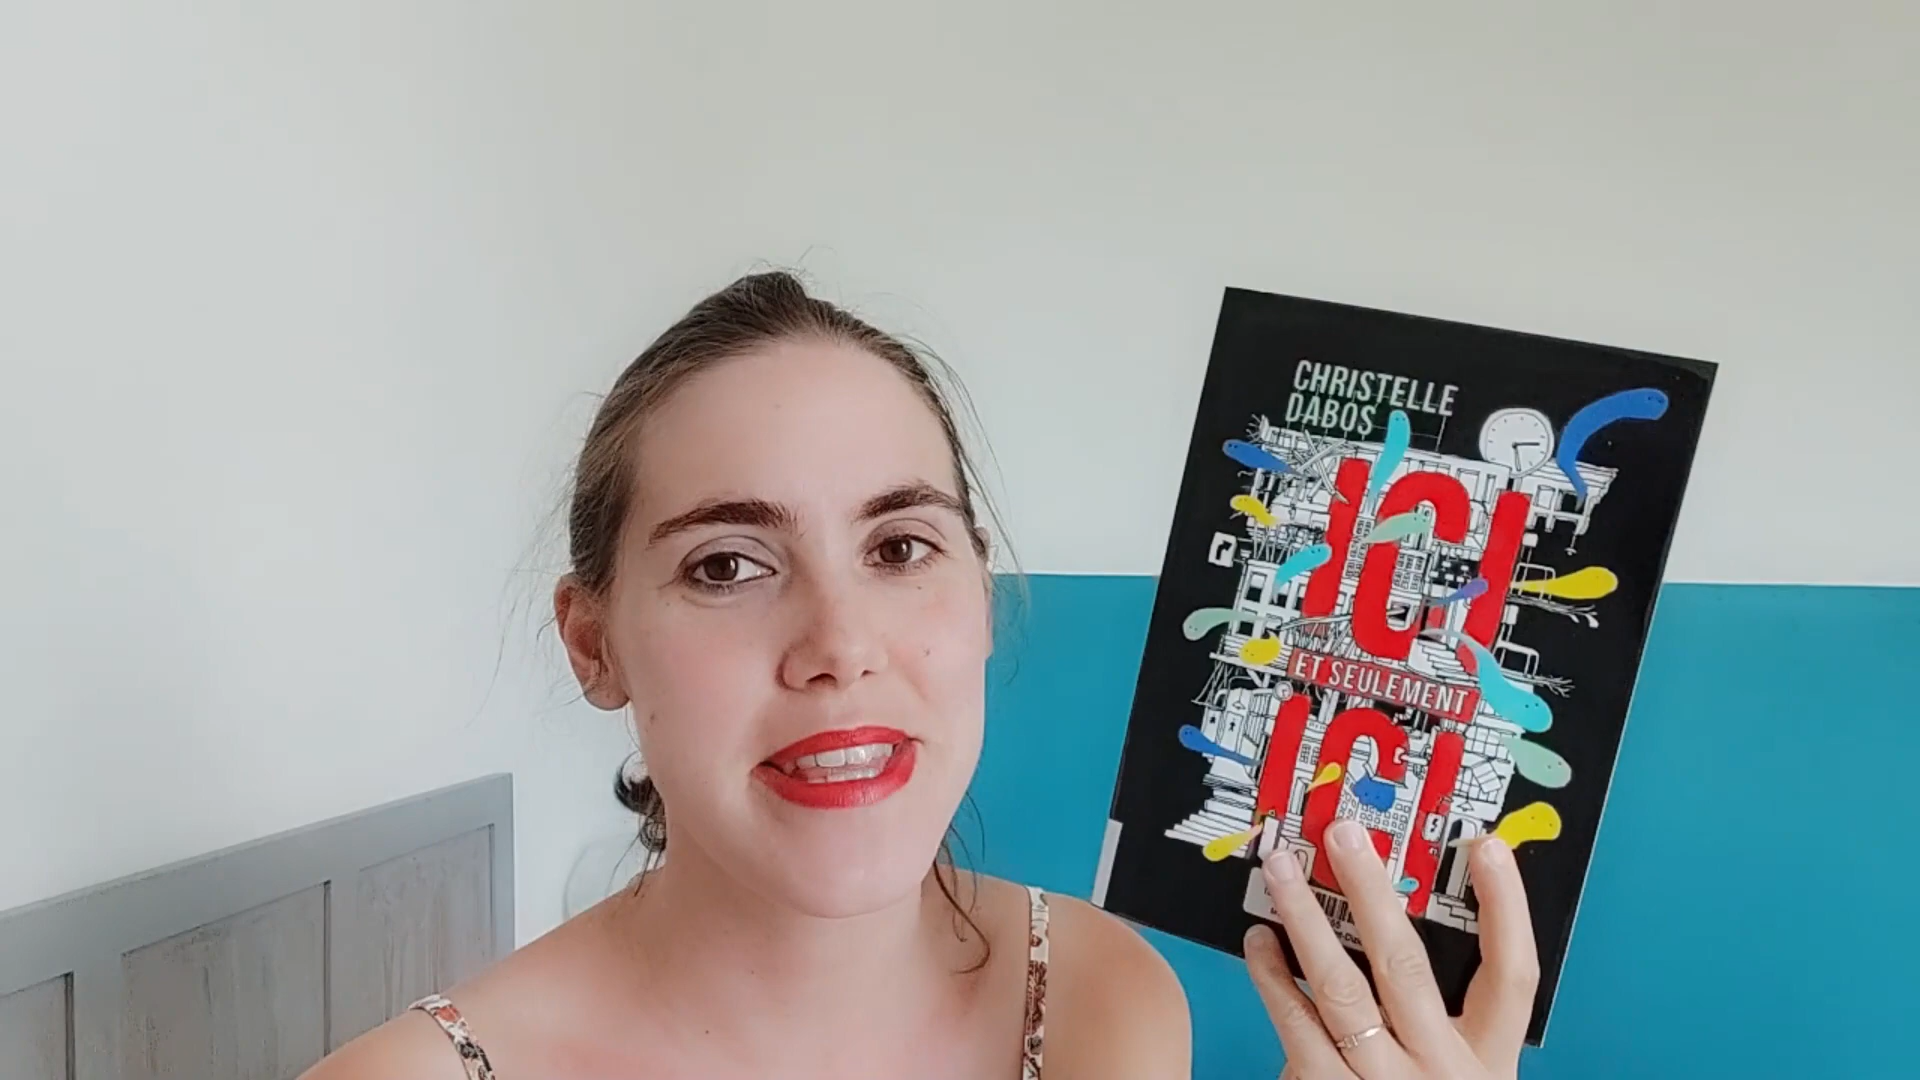 CHRISTELLE
DABOS
ICI
ET SEULEMENT
ICI